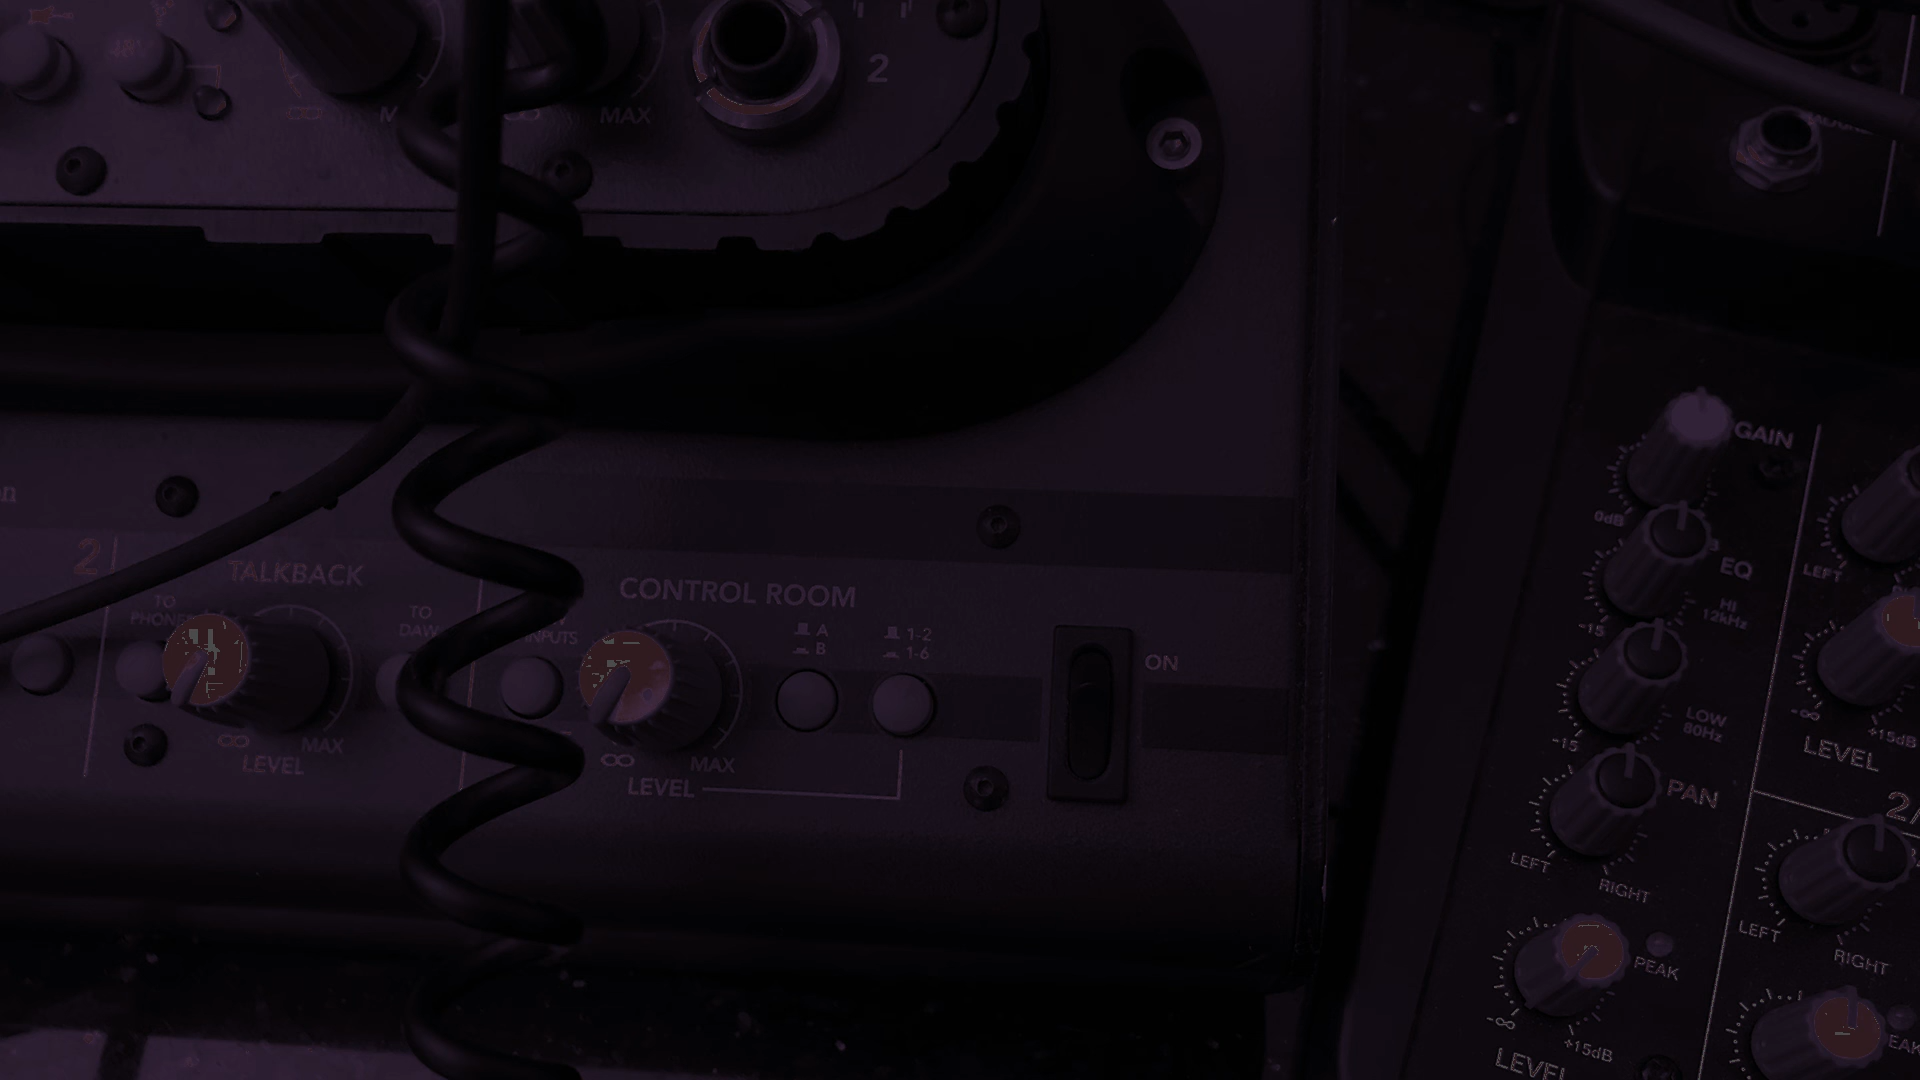 48V
MAX
2
n
2
TALKBACK
TO
TO
DAW
∞
MAX
LEVEL
CONTROL ROOM
INPUTS
A
B
1-2
1-6
∞
MAX
LEVEL
ON
GAIN
0dB
EQ
HI
12kHz
-15
LOW
80Hz
-15
PAN
LEFT
RIGHT
PEAK
-∞
+15dB
LEVEL
LEFT
-∞
+15dB
LEVEL
2/
LEFT
RIGHT